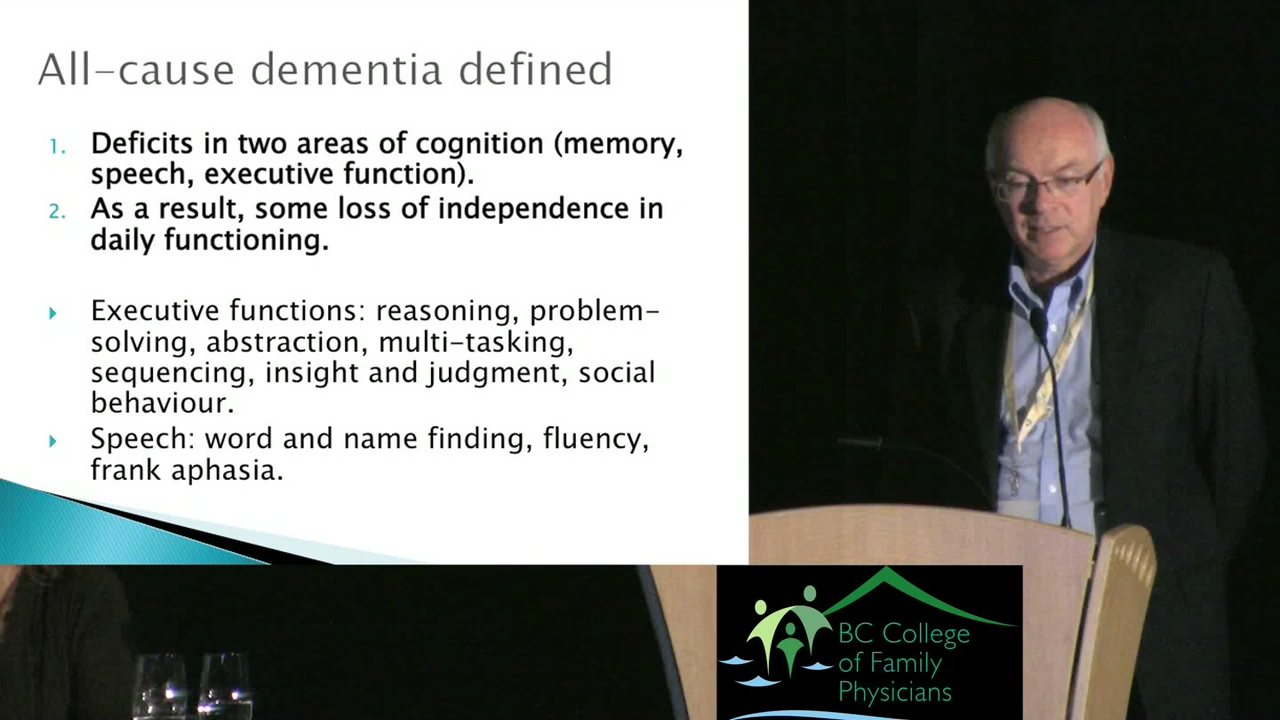 All-cause dementia defined
1. Deficits in two areas of cognition (memory,
speech, executive function).
2. As a result, some loss of independence in
daily functioning.
Executive functions: reasoning, problem-
solving, abstraction, multi-tasking,
sequencing, insight and judgment, social
behaviour.
Speech: word and name finding, fluency,
frank aphasia.
BC College
of Family
Physicians